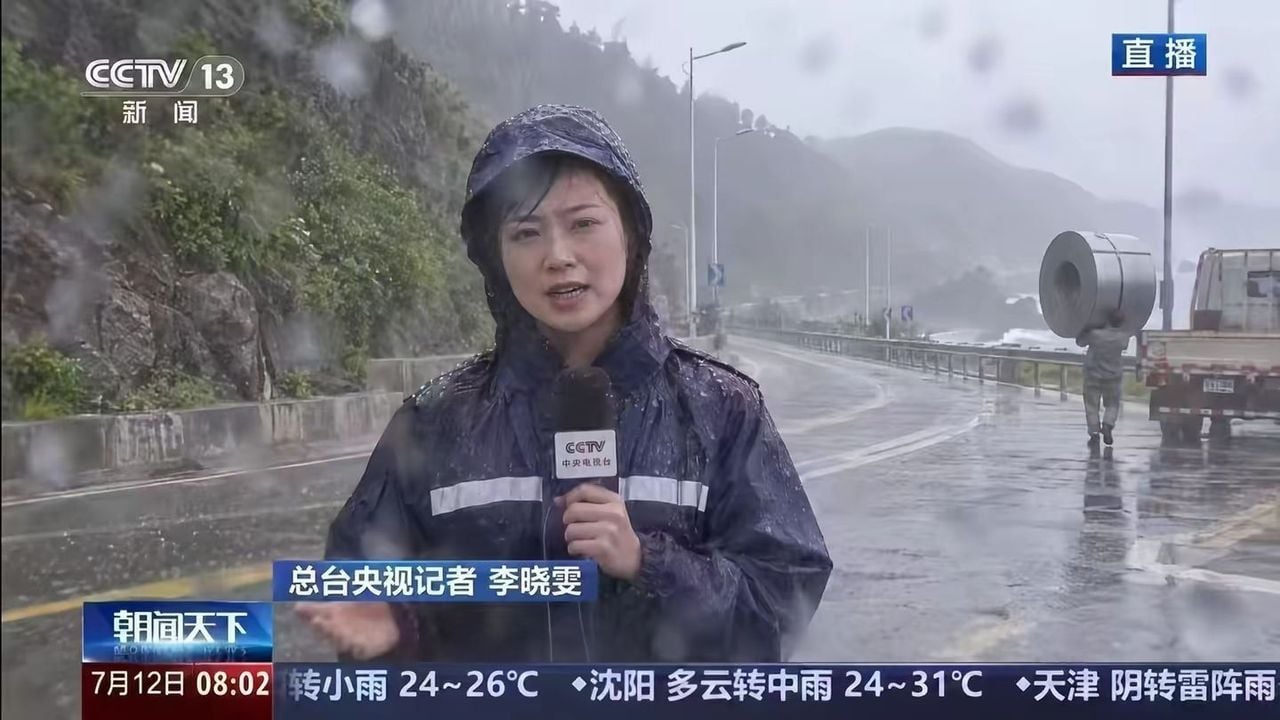 CCTV 13
新闻
直播
CCTV
中央电视台
总台央视记者 李晓雯
朝闻天下
MORNING NEWS
7月12日 08:02
转小雨 24~26℃ ◆沈阳 多云转中雨 24~31℃ ◆天津 阴转雷阵雨